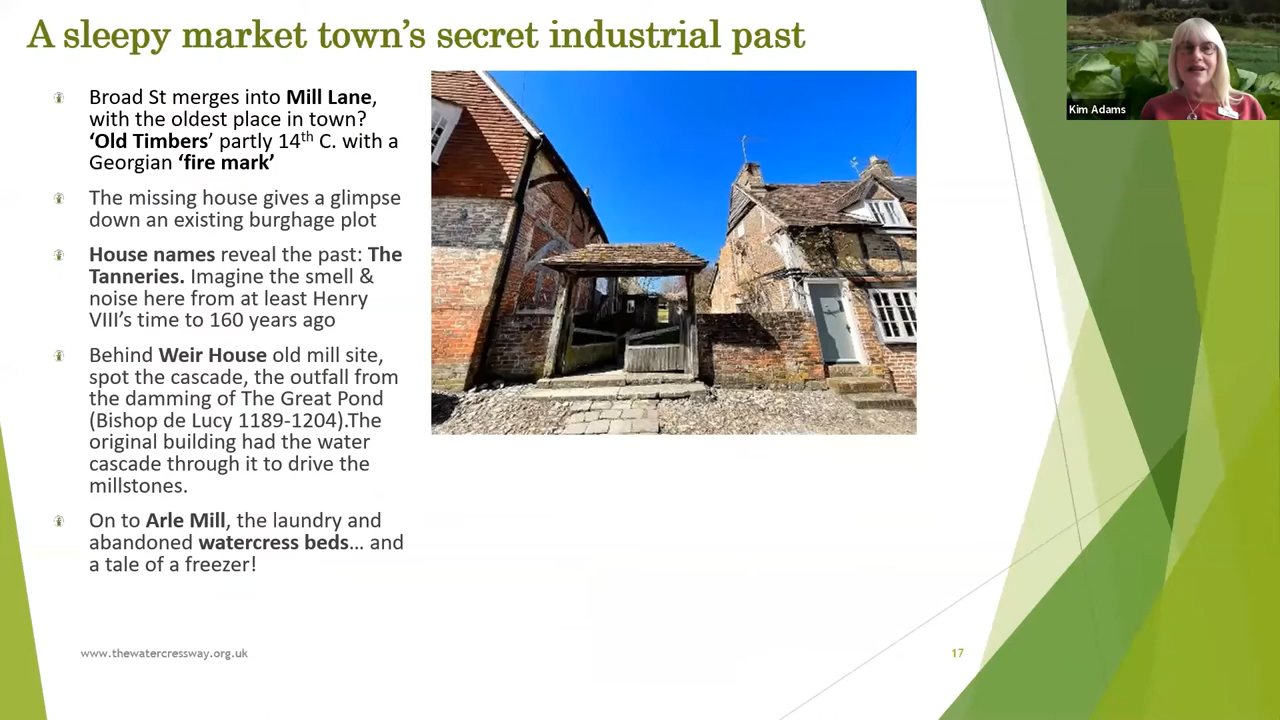 A sleepy market town's secret industrial past
Kim Adams
Broad St merges into Mill Lane,
with the oldest place in town?
‘Old Timbers’ partly 14th C. with a
Georgian ‘fire mark’
The missing house gives a glimpse
down an existing burghage plot
House names reveal the past: The
Tanneries. Imagine the smell &
noise here from at least Henry
VIII’s time to 160 years ago
Behind Weir House old mill site,
spot the cascade, the outfall from
the damming of The Great Pond
(Bishop de Lucy 1189-1204).The
original building had the water
cascade through it to drive the
millstones.
On to Arle Mill, the laundry and
abandoned watercress beds… and
a tale of a freezer!
www.thewatercressway.org.uk
17